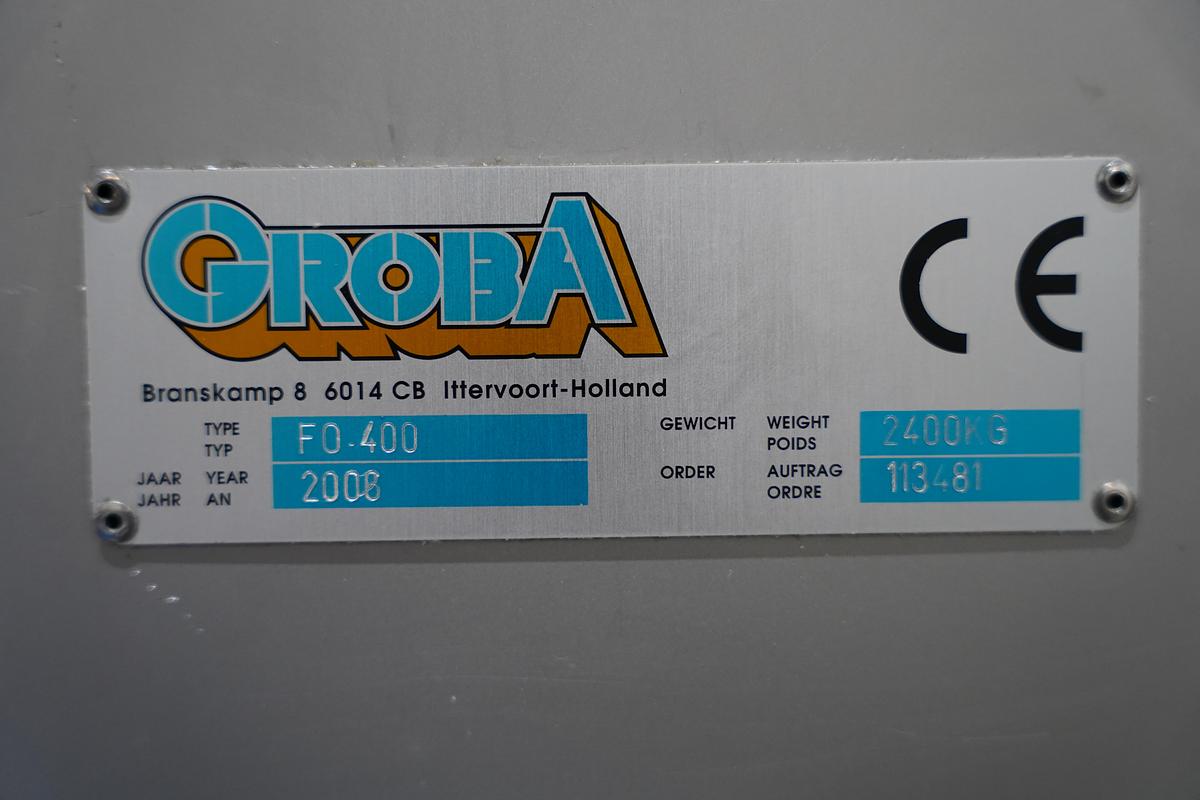 GROBA
CE
Branskamp 8 6014 CB Ittervoort-Holland
TYPE FO-400 GEWICHT WEIGHT 2400KG
TYP POIDS
JAAR YEAR 2008 ORDER AUFTRAG 113481
JAHR AN ORDRE